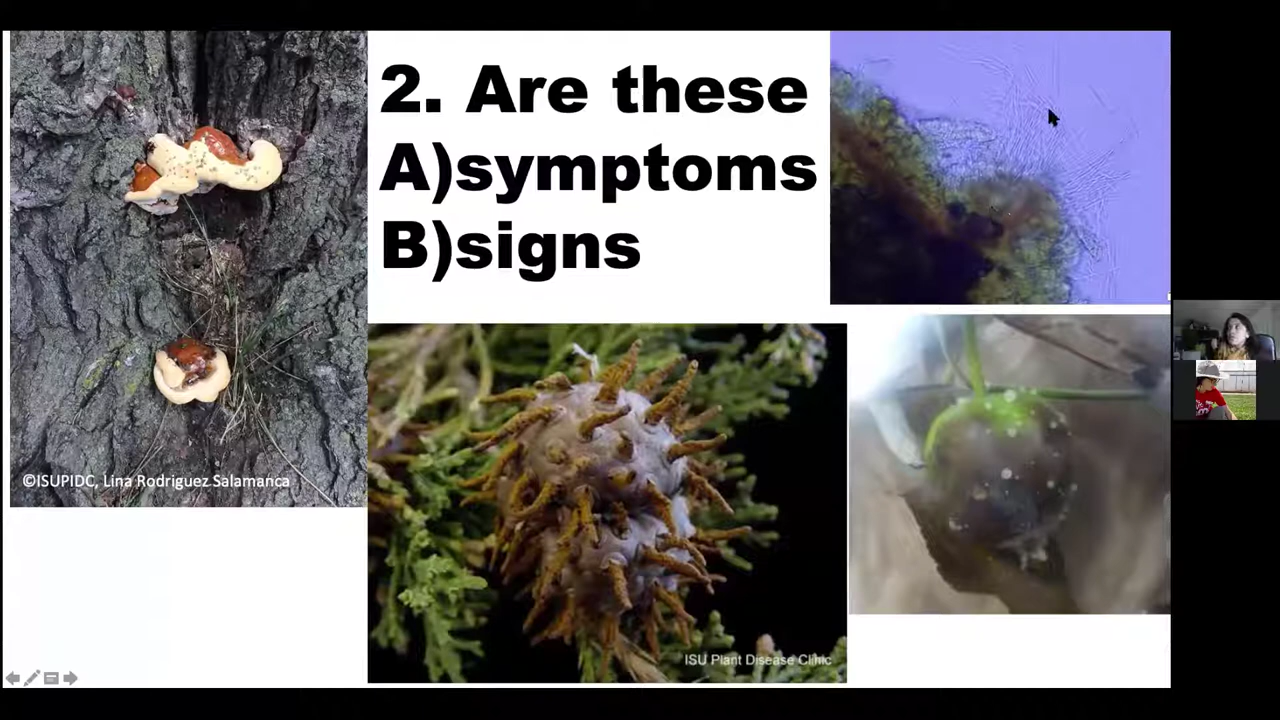 2. Are these
A)symptoms
B)signs
©ISUPIDC, Lina Rodriguez Salamanca
ISU Plant Disease Clinic